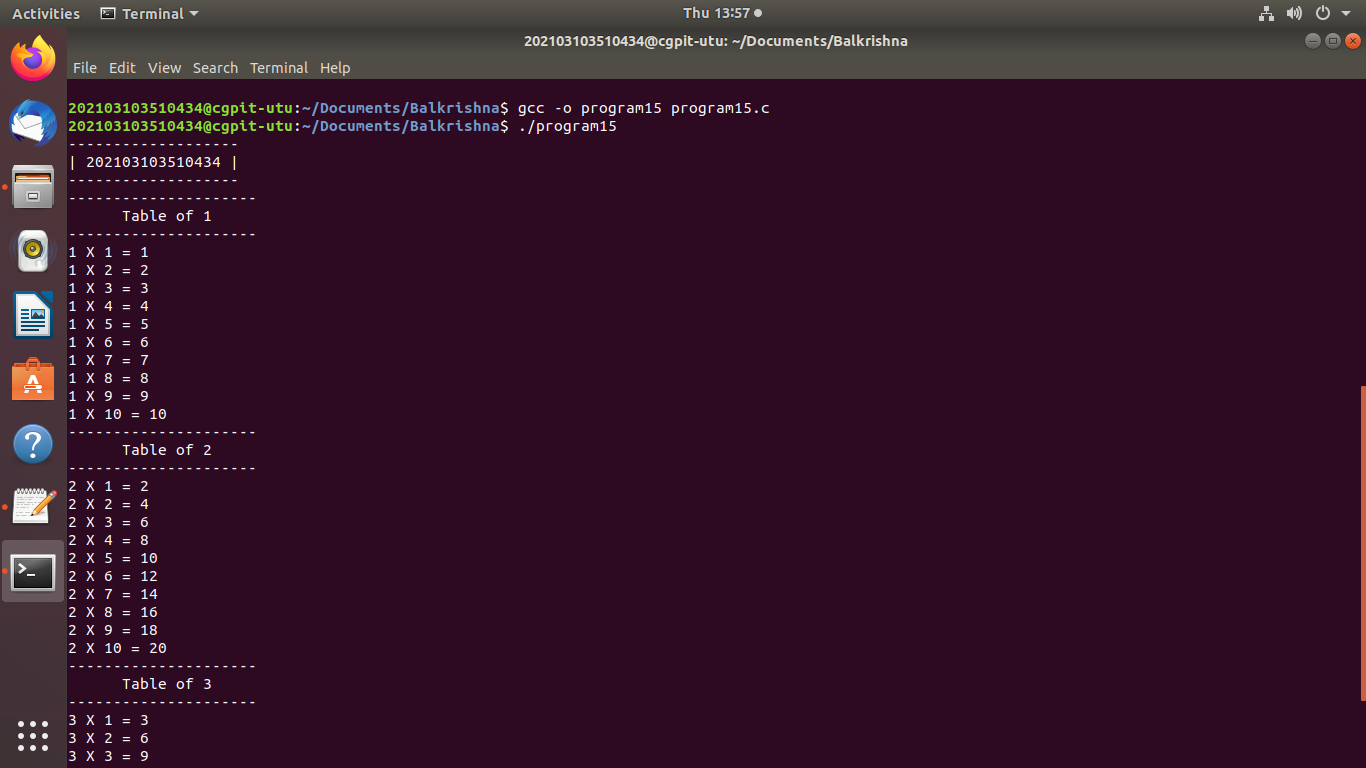 Activities Terminal Thu 13:57
202103103510434@cgpit-utu: ~/Documents/Balkrishna
File Edit View Search Terminal Help
202103103510434@cgpit-utu:~/Documents/Balkrishna$ gcc -o program15 program15.c
202103103510434@cgpit-utu:~/Documents/Balkrishna$ ./program15
-------------------
| 202103103510434 |
-------------------
---------------------
      Table of 1
---------------------
1 X 1 = 1
1 X 2 = 2
1 X 3 = 3
1 X 4 = 4
1 X 5 = 5
1 X 6 = 6
1 X 7 = 7
1 X 8 = 8
1 X 9 = 9
1 X 10 = 10
---------------------
      Table of 2
---------------------
2 X 1 = 2
2 X 2 = 4
2 X 3 = 6
2 X 4 = 8
2 X 5 = 10
2 X 6 = 12
2 X 7 = 14
2 X 8 = 16
2 X 9 = 18
2 X 10 = 20
---------------------
      Table of 3
---------------------
3 X 1 = 3
3 X 2 = 6
3 X 3 = 9